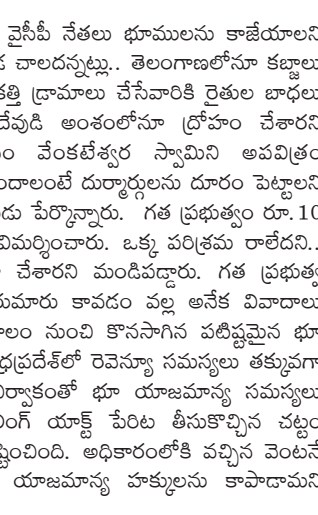 వైసీపీ నేతలు భూములను కాజేయాలని
చాలదన్నట్లు.. తెలంగాణలోనూ కబ్జాలు
కత్తి డ్రామాలు చేసేవారికి రైతుల బాధలు
దేవుడి అంశంలోనూ ద్రోహం చేశారని
వేంకటేశ్వర స్వామిని అపవిత్రం
దాలంటే దుర్మార్గులను దూరం పెట్టాలని
డు పేర్కొన్నారు. గత ప్రభుత్వం రూ.10
విమర్శించారు. ఒక్క పరిశ్రమ రాలేదని..
చేశారని మండిపడ్డారు. గత ప్రభుత్వ
రుమారు కావడం వల్ల అనేక వివాదాలు
లం నుంచి కొనసాగిన పటిష్టమైన భూ
ధ్రప్రదేశ్‌లో రెవెన్యూ సమస్యలు తక్కువగా
ర్వాకంతో భూ యాజమాన్య సమస్యలు
ింగ్ యాక్ట్ పేరిట తీసుకొచ్చిన చట్టం
ష్టించింది. అధికారంలోకి వచ్చిన వెంటనే
యాజమాన్య హక్కులను కాపాడామని